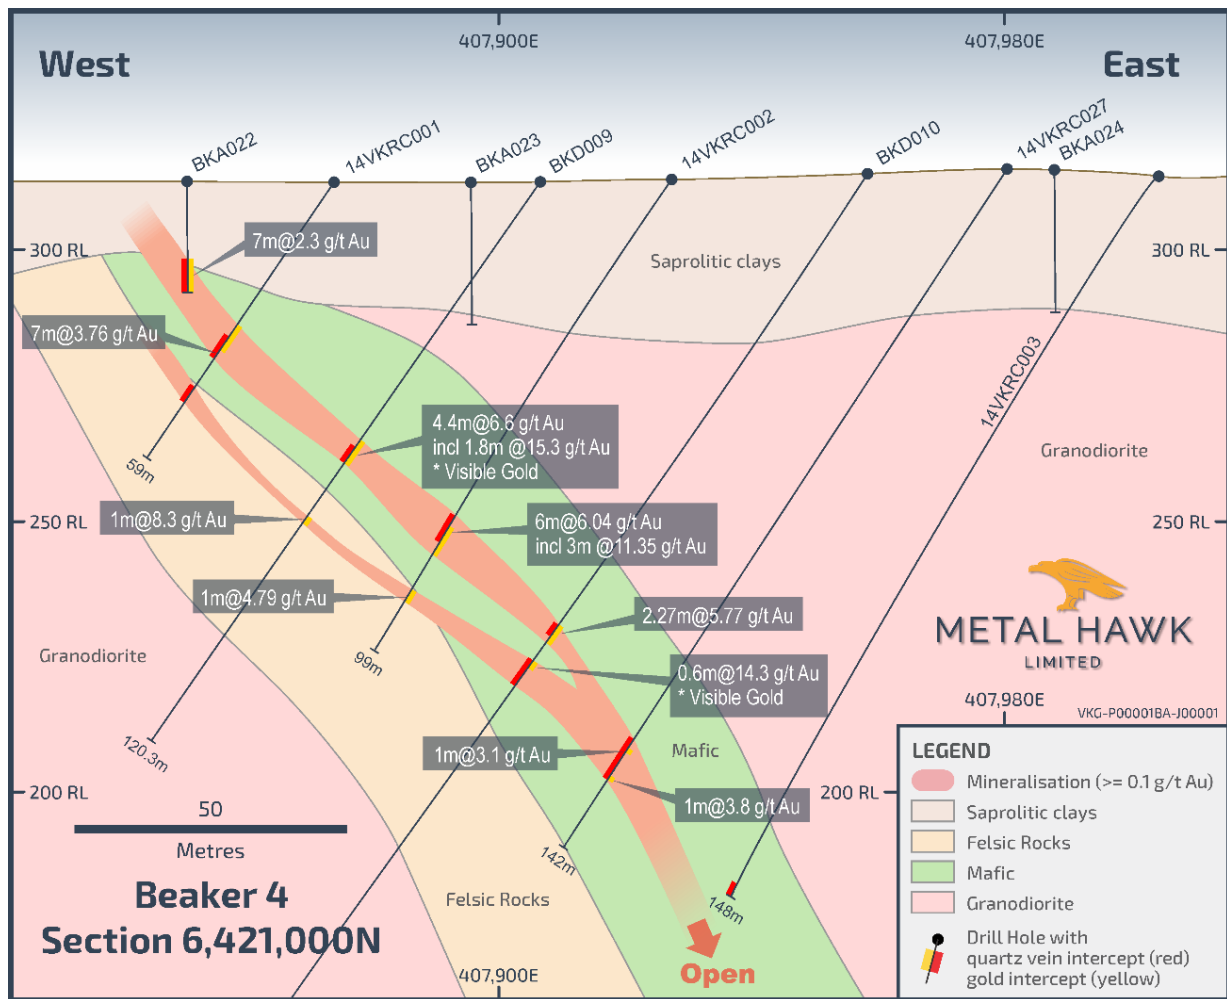 407,900E
407,980E
West
East
BKA022
14VKRC001
BKA023
BKD009
14VKRC002
BKD010
14VKRC027
BKA024
300 RL
7m@2.3 g/t Au
Saprolitic clays
300 RL
7m@3.76 g/t Au
14VKRC003
4.4m@6.6 g/t Au
incl 1.8m @15.3 g/t Au
* Visible Gold
Granodiorite
59m
250 RL
1m@8.3 g/t Au
6m@6.04 g/t Au
incl 3m @11.35 g/t Au
250 RL
1m@4.79 g/t Au
2.27m@5.77 g/t Au
METAL HAWK
LIMITED
Granodiorite
99m
0.6m@14.3 g/t Au
* Visible Gold
407,980E
VKG-P00001BA-J00001
120.3m
1m@3.1 g/t Au
Mafic
200 RL
1m@3.8 g/t Au
200 RL
50
Metres
142m
148m
Beaker 4
Section 6,421,000N
Felsic Rocks
407,900E
Open
LEGEND
Mineralisation (>= 0.1 g/t Au)
Saprolitic clays
Felsic Rocks
Mafic
Granodiorite
Drill Hole with
quartz vein intercept (red)
gold intercept (yellow)